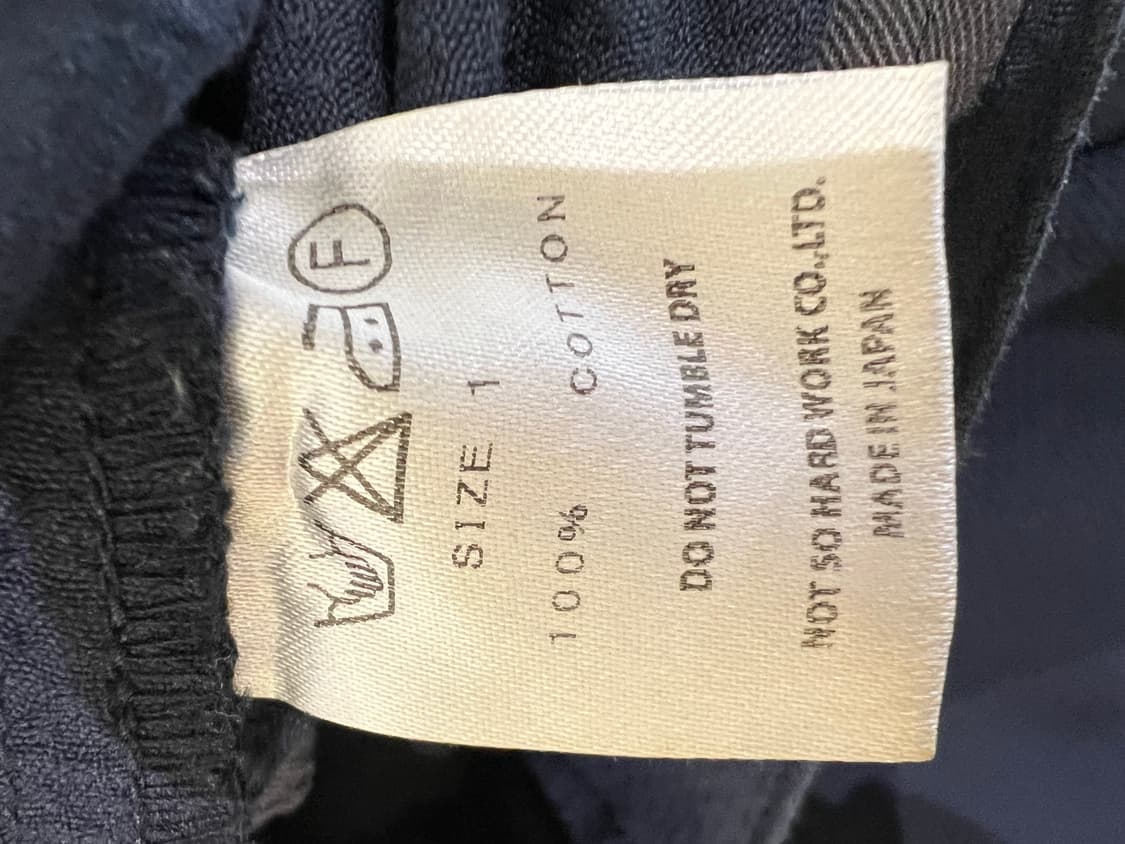 F
SIZE 1
100% COTTON
DO NOT TUMBLE DRY
NOT SO HARD WORK CO.,LTD.
MADE IN JAPAN